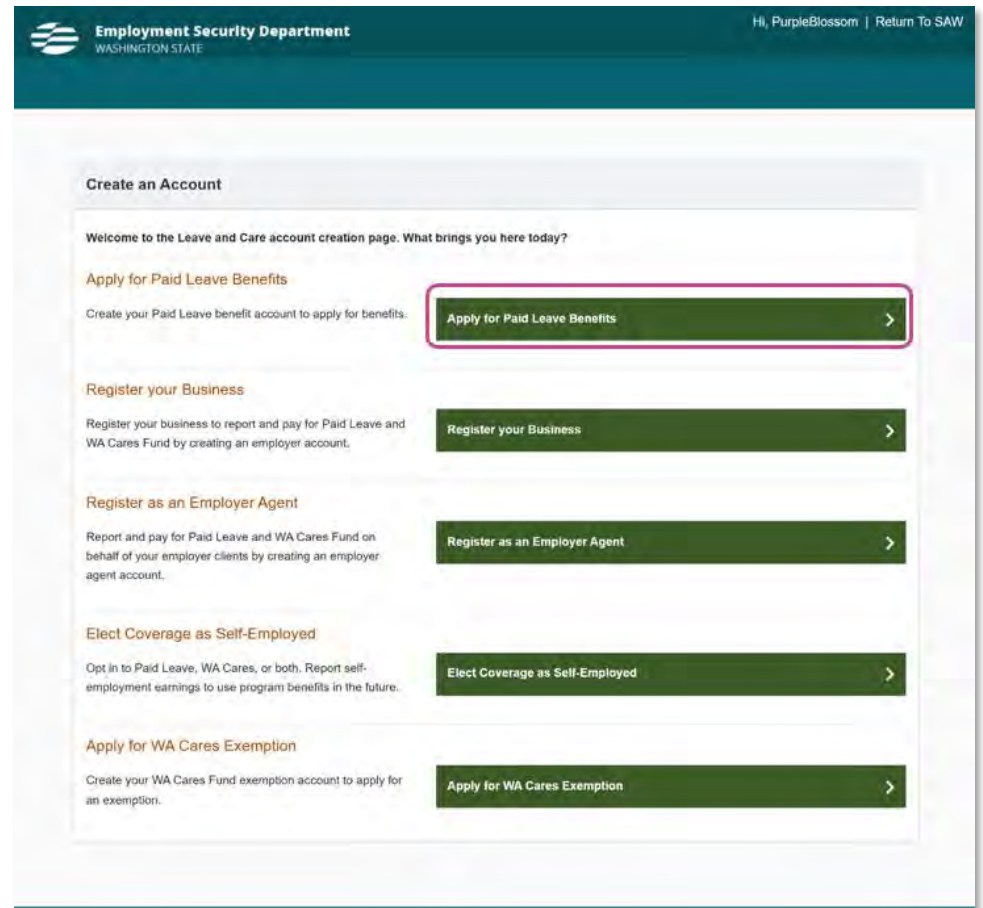 Employment Security Department
WASHINGTON STATE
Hi, PurpleBlossom | Return To SAW
Create an Account
Welcome to the Leave and Care account creation page. What brings you here today?
Apply for Paid Leave Benefits
Create your Paid Leave benefit account to apply for benefits.
Apply for Paid Leave Benefits
Register your Business
Register your business to report and pay for Paid Leave and
WA Cares Fund by creating an employer account.
Register your Business
Register as an Employer Agent
Report and pay for Paid Leave and WA Cares Fund on
behalf of your employer clients by creating an employer
agent account.
Register as an Employer Agent
Elect Coverage as Self-Employed
Opt in to Paid Leave, WA Cares, or both. Report self-
employment earnings to use program benefits in the future.
Elect Coverage as Self-Employed
Apply for WA Cares Exemption
Create your WA Cares Fund exemption account to apply for
an exemption.
Apply for WA Cares Exemption